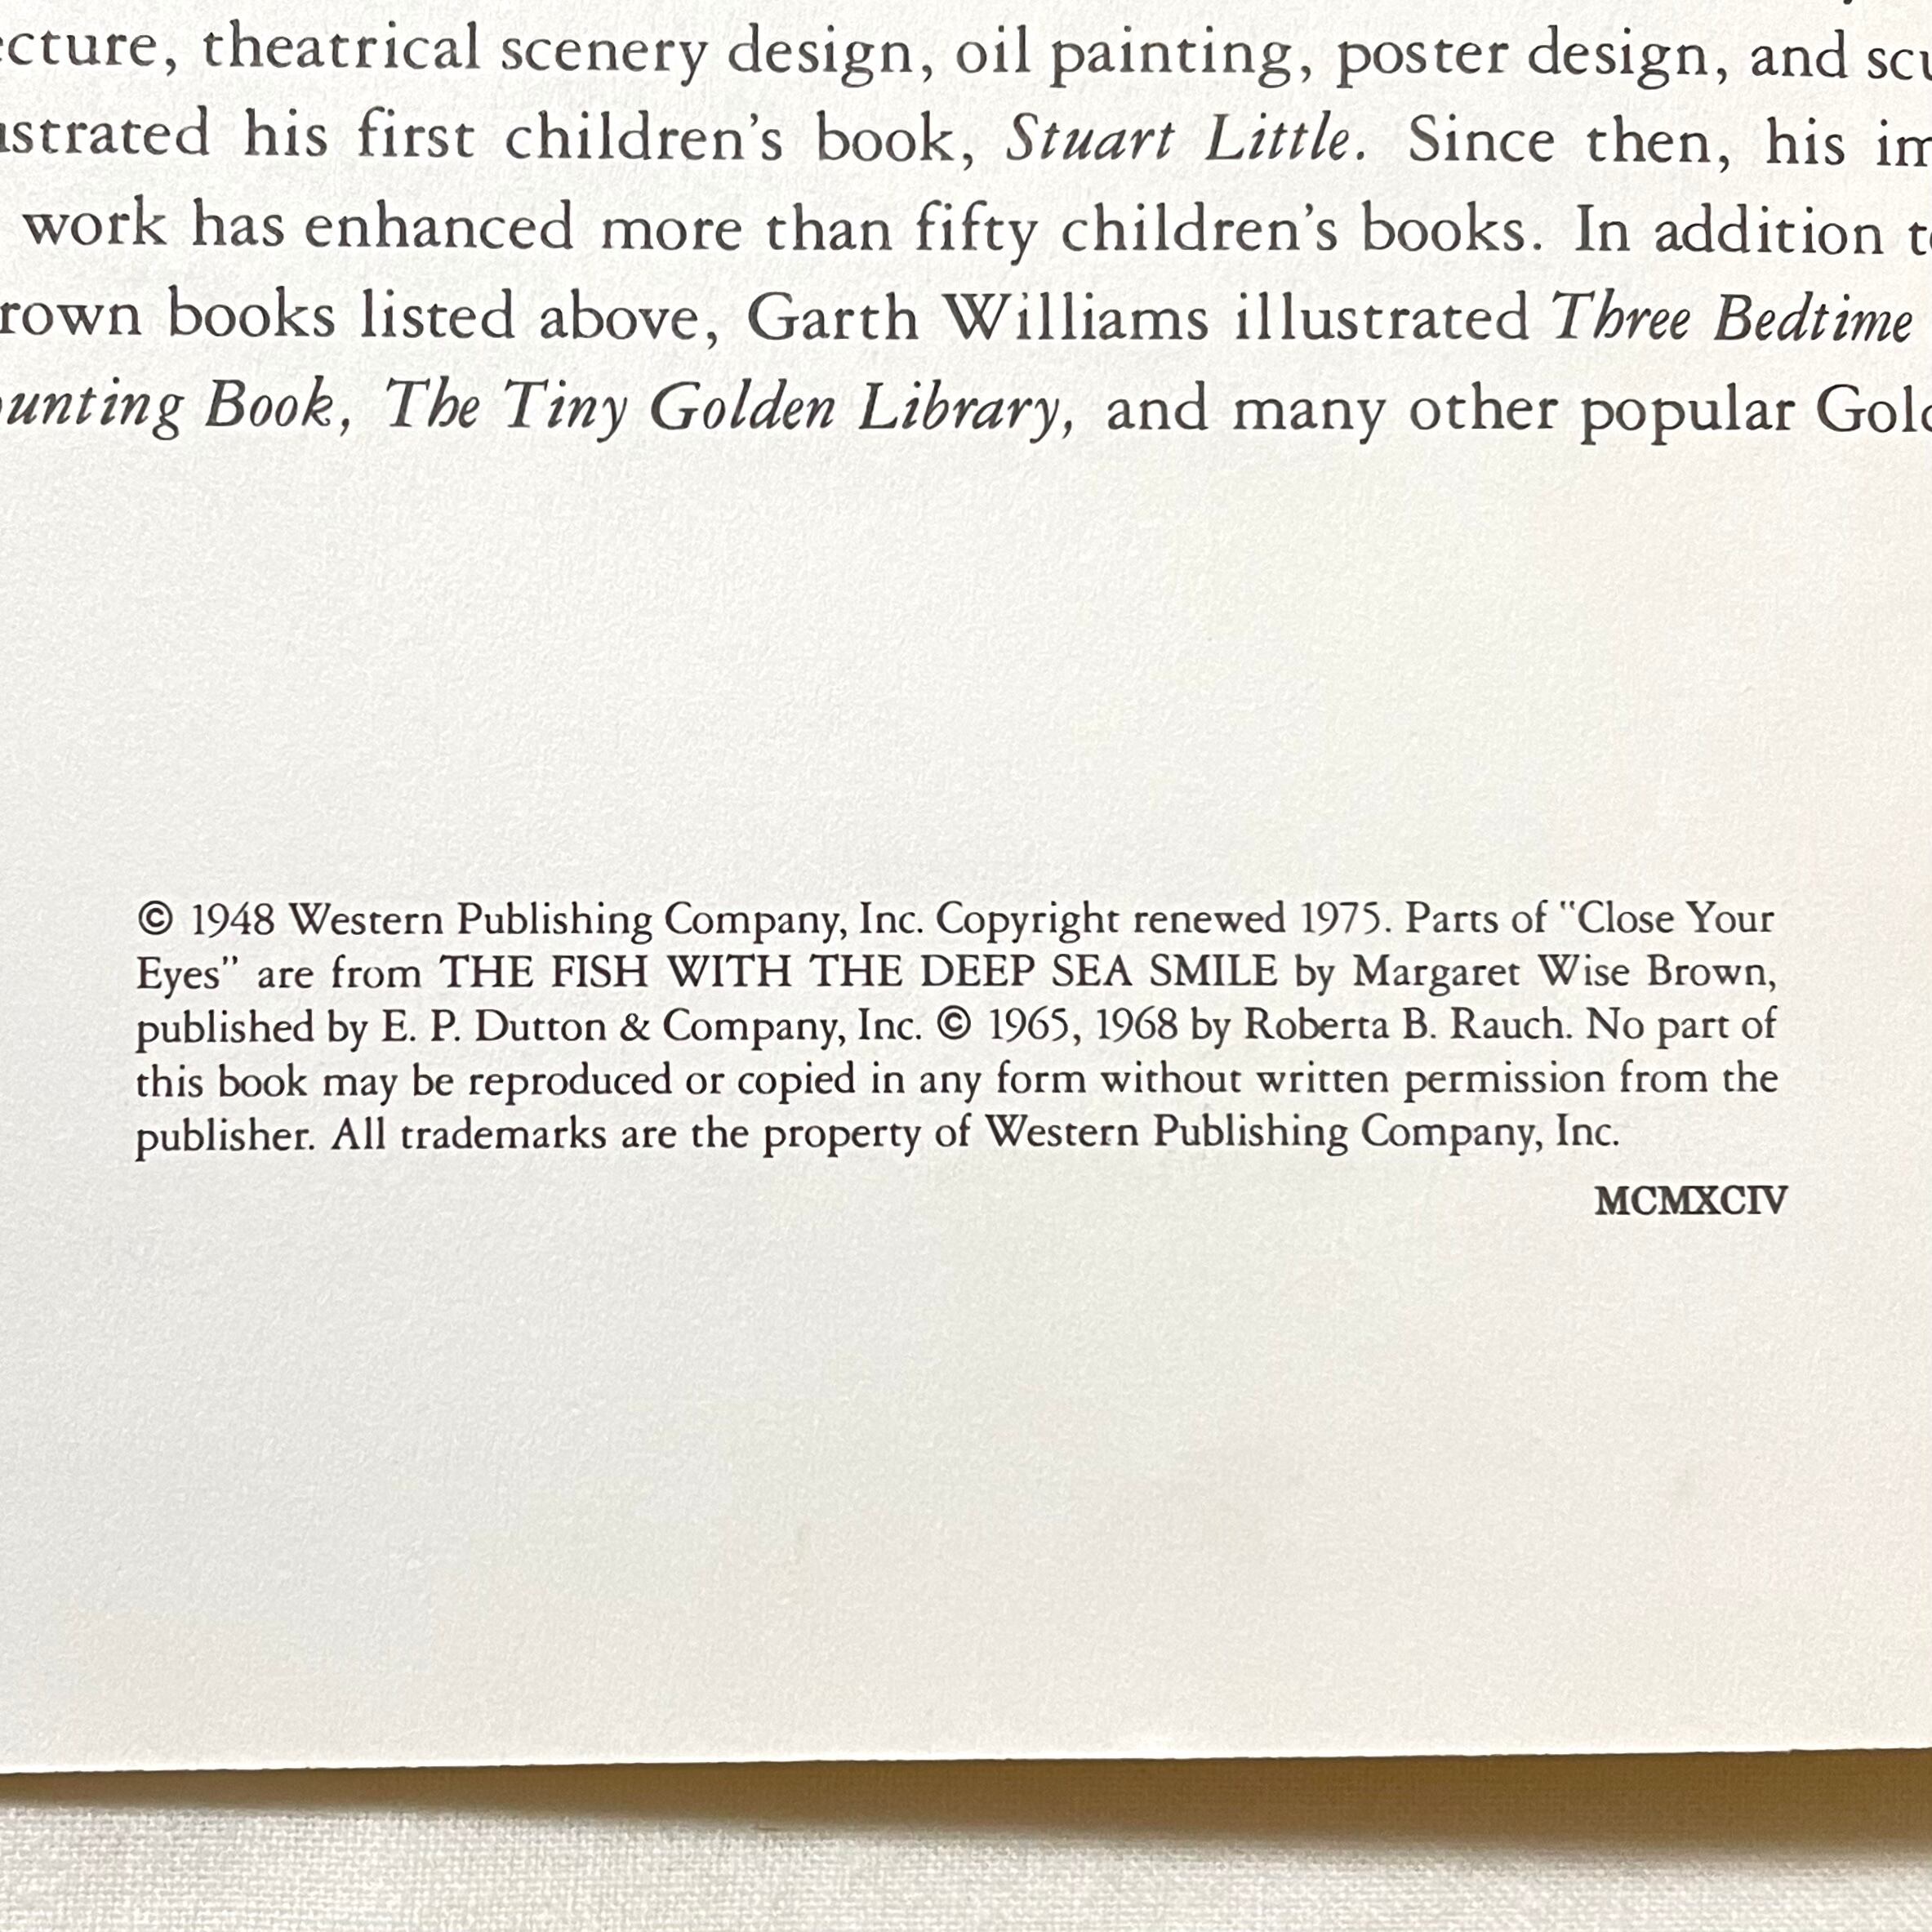 ecture, theatrical scenery design, oil painting, poster design, and scu
ustrated his first children's book, Stuart Little. Since then, his im
work has enhanced more than fifty children's books. In addition to
rown books listed above, Garth Williams illustrated Three Bedtime
ounting Book, The Tiny Golden Library, and many other popular Gold
© 1948 Western Publishing Company, Inc. Copyright renewed 1975. Parts of "Close Your
Eyes" are from THE FISH WITH THE DEEP SEA SMILE by Margaret Wise Brown,
published by E. P. Dutton & Company, Inc. © 1965, 1968 by Roberta B. Rauch. No part of
this book may be reproduced or copied in any form without written permission from the
publisher. All trademarks are the property of Western Publishing Company, Inc.
MCMXCIV